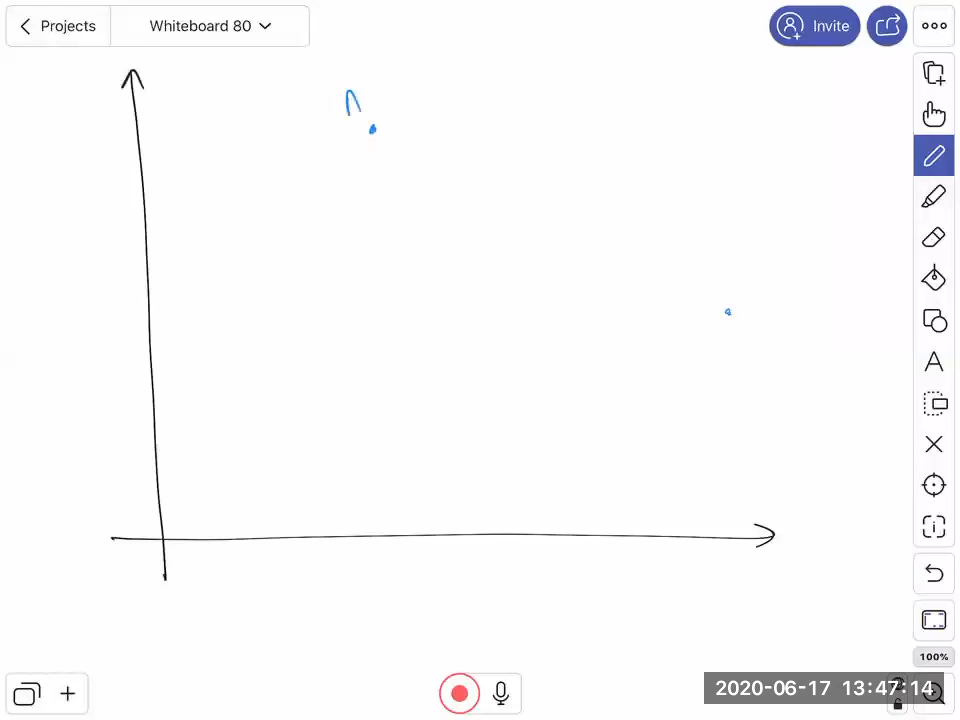 Projects
Whiteboard 80
Invite
A
100%
2020-06-17 13:47:14